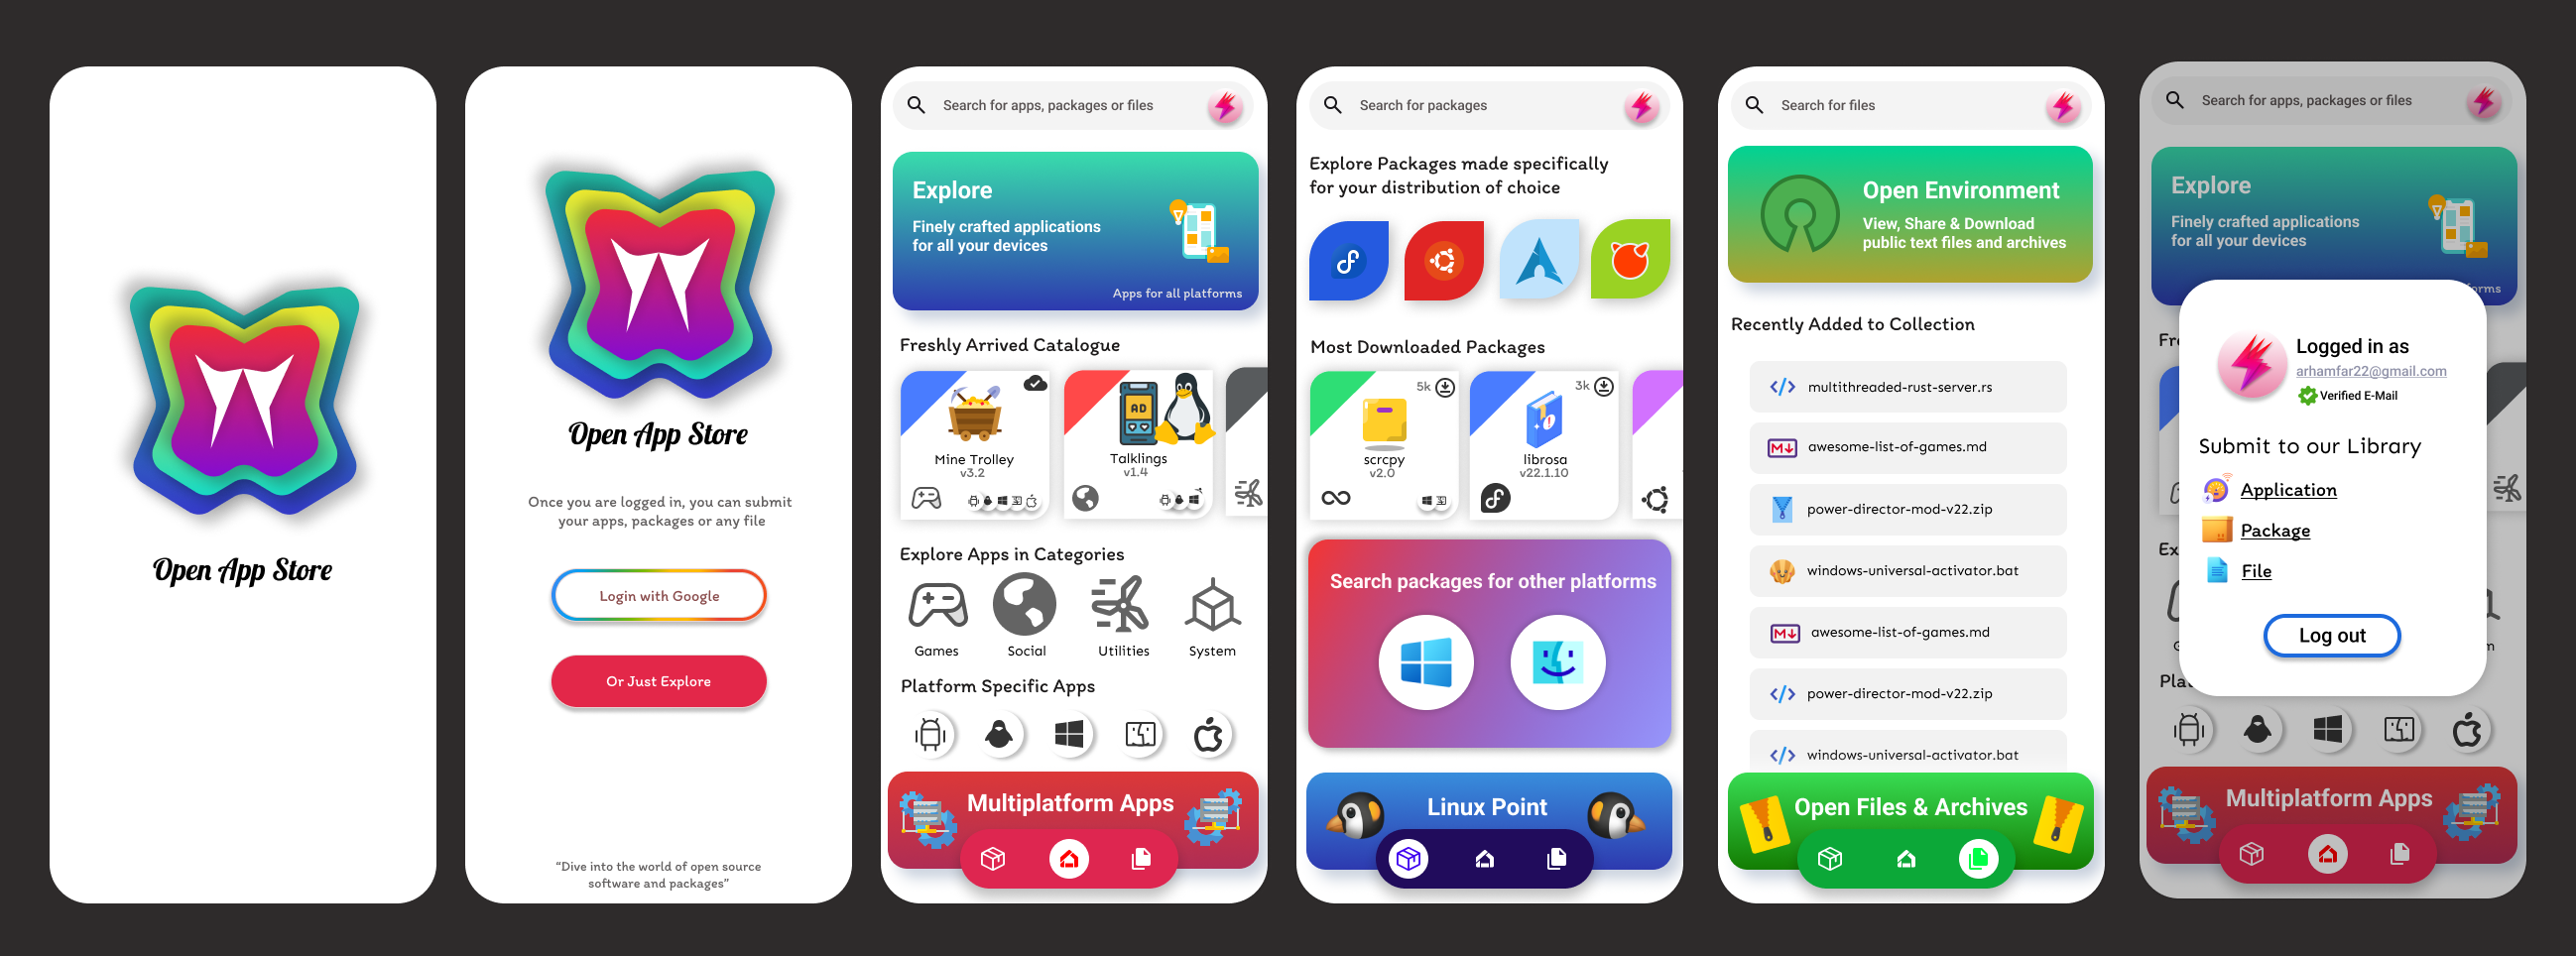 Open App Store
Open App Store
Once you are logged in, you can submit
your apps, packages or any file
Login with Google
Or Just Explore
“Dive into the world of open source
software and packages”
Search for apps, packages or files
Explore
Finely crafted applications
for all your devices
Apps for all platforms
Freshly Arrived Catalogue
Mine Trolley
v3.2
AD
Talklings
v1.4
Explore Apps in Categories
Games
Social
Utilities
System
Platform Specific Apps
Multiplatform Apps
Search for packages
Explore Packages made specifically
for your distribution of choice
Most Downloaded Packages
5k
scrcpy
v2.0
3k
librosa
v22.1.10
Search packages for other platforms
Linux Point
Search for files
Open Environment
View, Share & Download
public text files and archives
Recently Added to Collection
multithreaded-rust-server.rs
awesome-list-of-games.md
power-director-mod-v22.zip
windows-universal-activator.bat
awesome-list-of-games.md
power-director-mod-v22.zip
windows-universal-activator.bat
Open Files & Archives
Search for apps, packages or files
Explore
Finely crafted applications
for all your devices
Logged in as
arhamfar22@gmail.com
Verified E-Mail
Submit to our Library
Application
Package
File
Log out
Multiplatform Apps